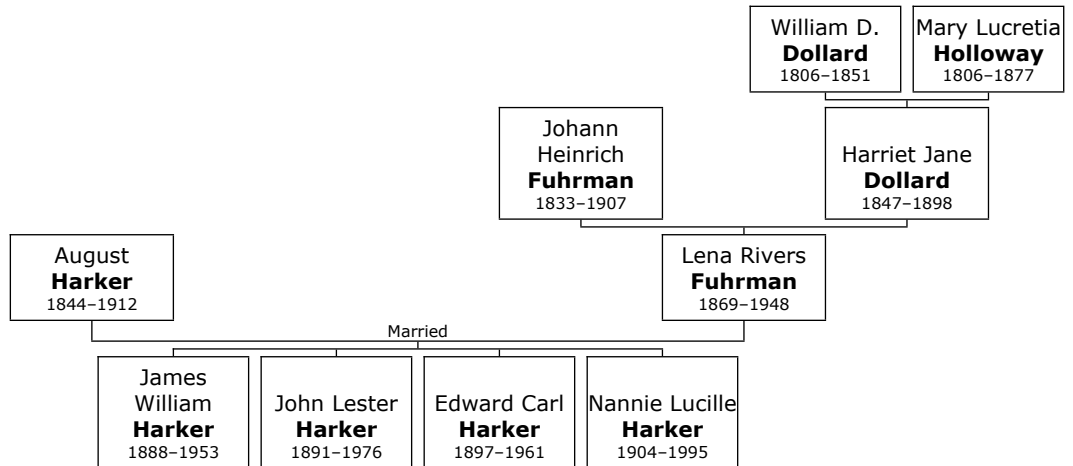 William D.
Dollard
1806–1851
Mary Lucretia
Holloway
1806–1877
Johann
Heinrich
Fuhrman
1833–1907
Harriet Jane
Dollard
1847–1898
August
Harker
1844–1912
Lena Rivers
Fuhrman
1869–1948
Married
James
William
Harker
1888–1953
John Lester
Harker
1891–1976
Edward Carl
Harker
1897–1961
Nannie Lucille
Harker
1904–1995